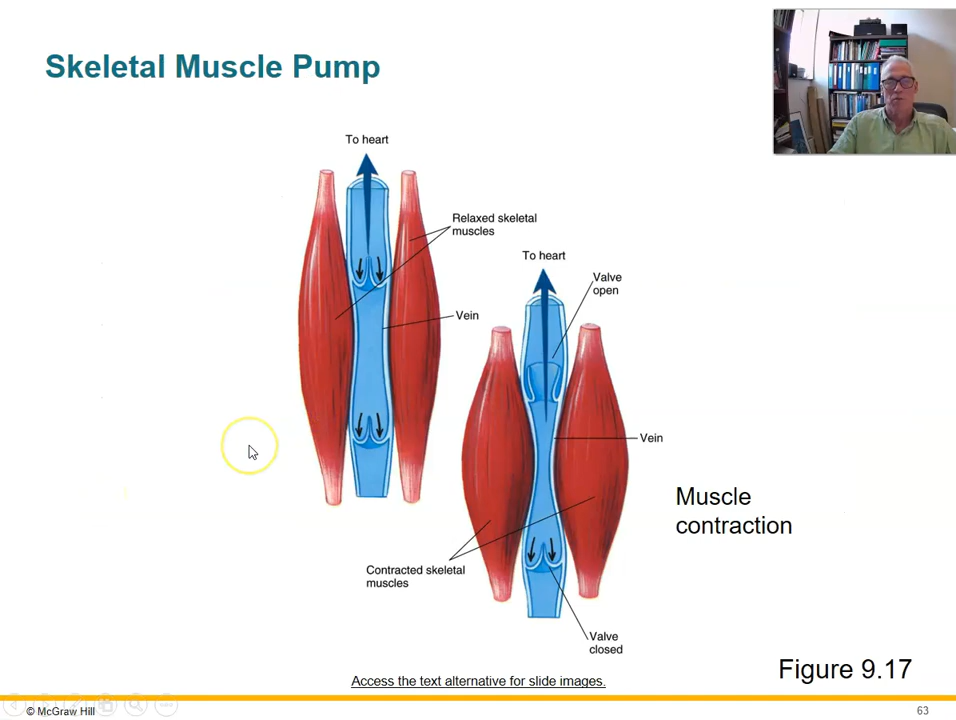 Skeletal Muscle Pump
To heart
Relaxed skeletal
muscles
To heart
Valve
open
Vein
Vein
Muscle
contraction
Contracted skeletal
muscles
Valve
closed
Figure 9.17
Access the text alternative for slide images.
© McGraw Hill
63